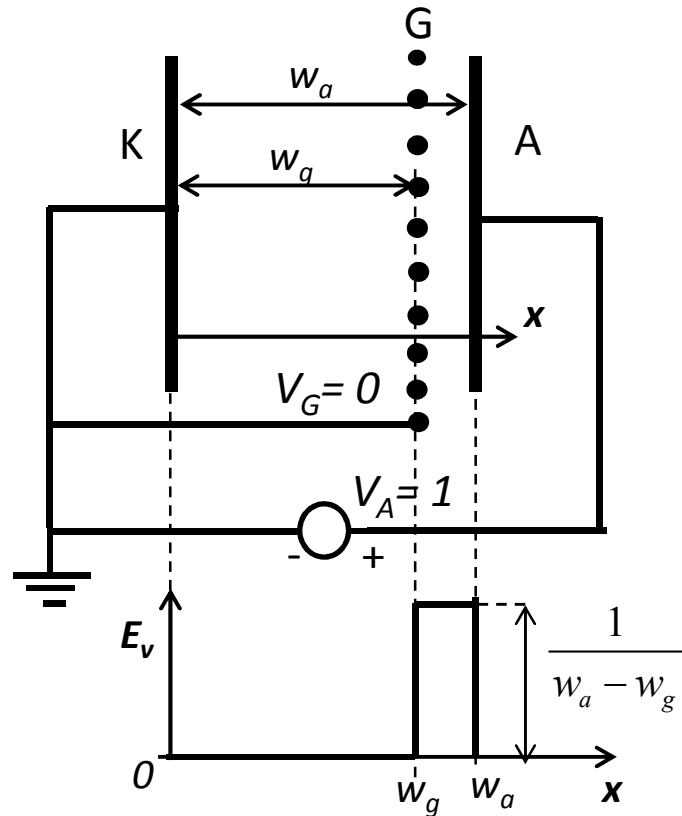 G
w_a
K
A
w_g
x
V_G= 0
V_A= 1
- +
E_v
1
w_a − w_g
0
w_g w_a x